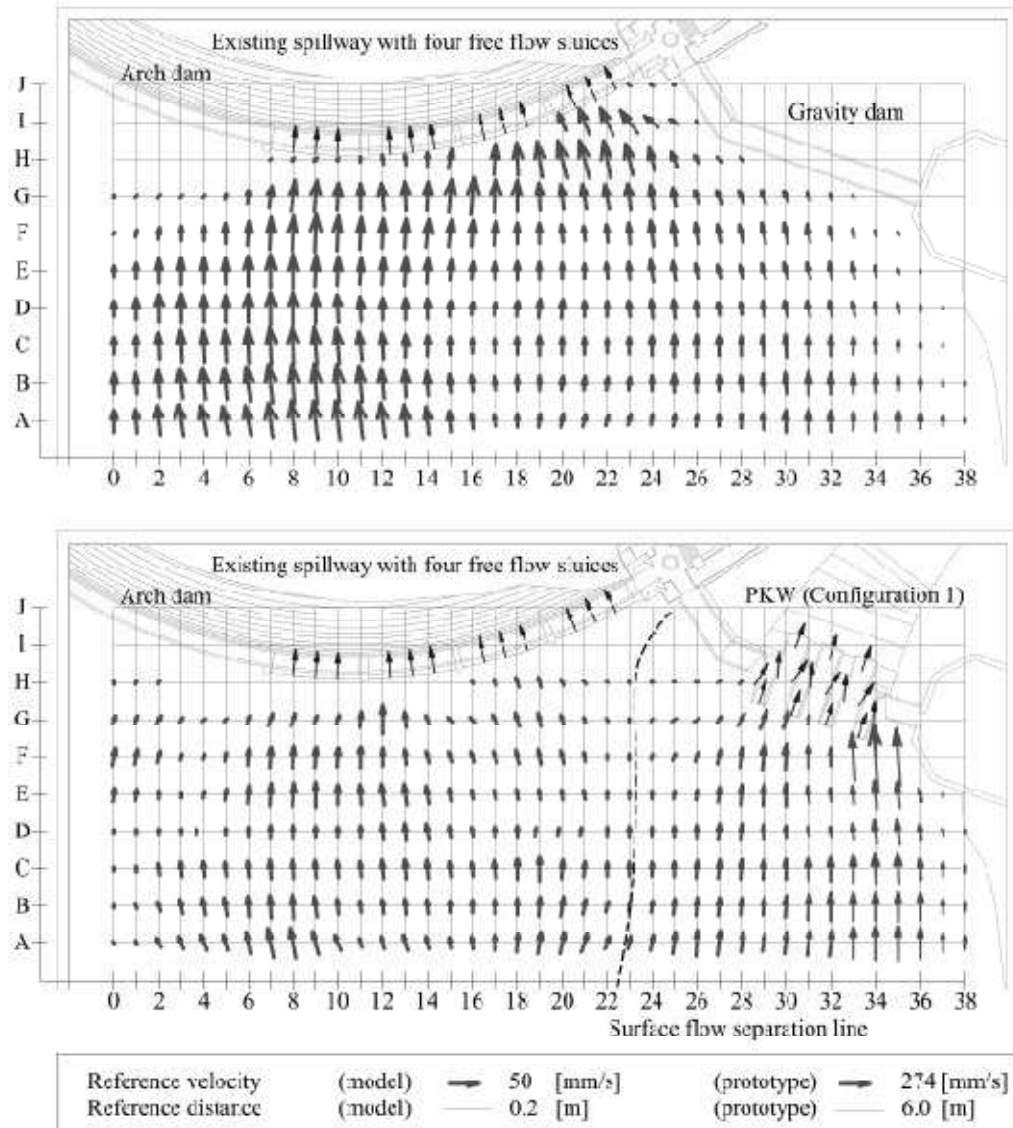 Existing spillway with four free flow sluices
Arch dam
Gravity dam
J
I
H
G
F
E
D
C
B
A
0 2 4 6 8 10 12 14 16 18 20 22 24 26 28 30 32 34 36 38
Existing spillway with four free flow sluices
Arch dam
PKW (Configuration 1)
J
I
H
G
F
E
D
C
B
A
0 2 4 6 8 10 12 14 16 18 20 22 24 26 28 30 32 34 36 38
Surface flow separation line
Reference velocity (model) 50 [mm/s] (prototype) 274 [mm/s]
Reference distance (model) 0.2 [m] (prototype) 6.0 [m]